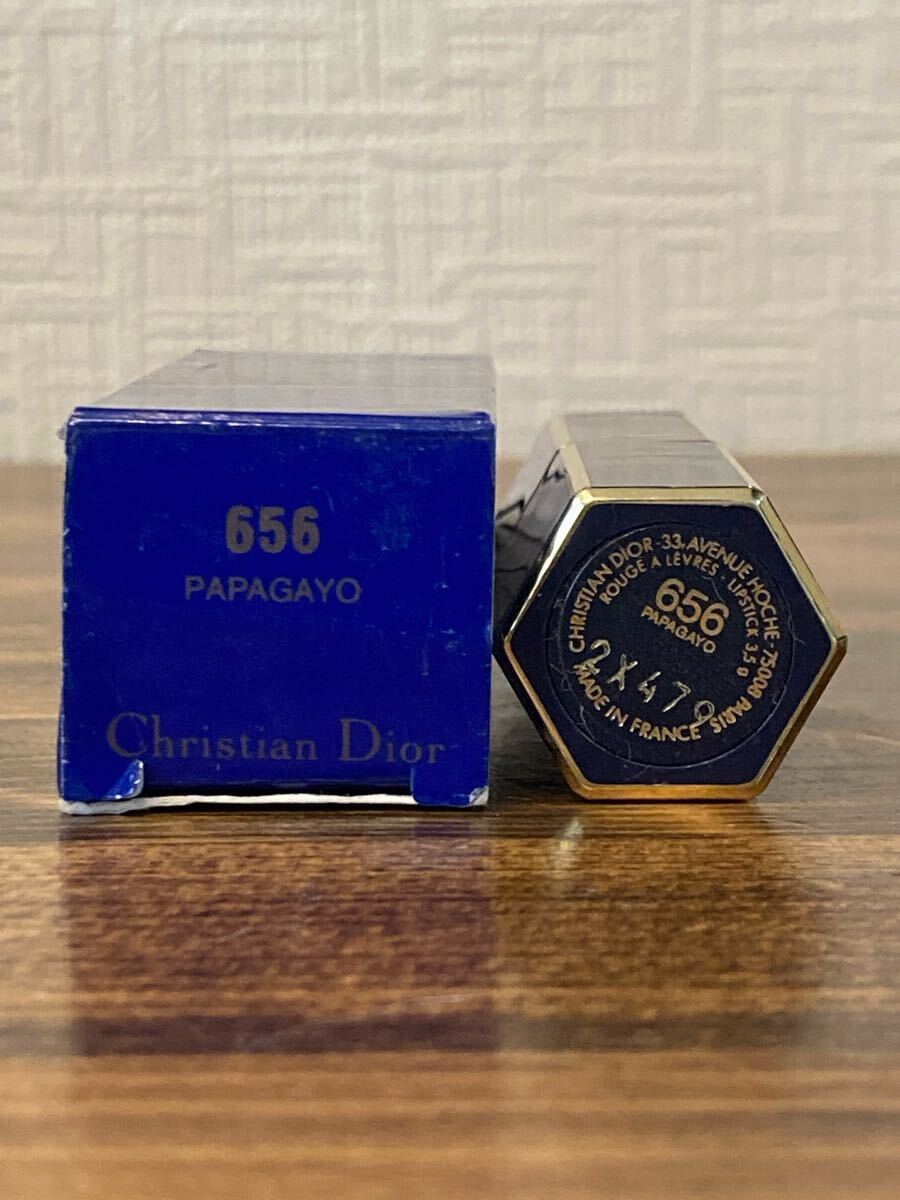 656
PAPAGAYO
Christian Dior
CHRISTIAN DIOR - 33, AVENUE HOCHE - 75008 PARIS
ROUGE A LÈVRES - LIPSTICK 3,5 g
656
PAPAGAYO
2X479
MADE IN FRANCE